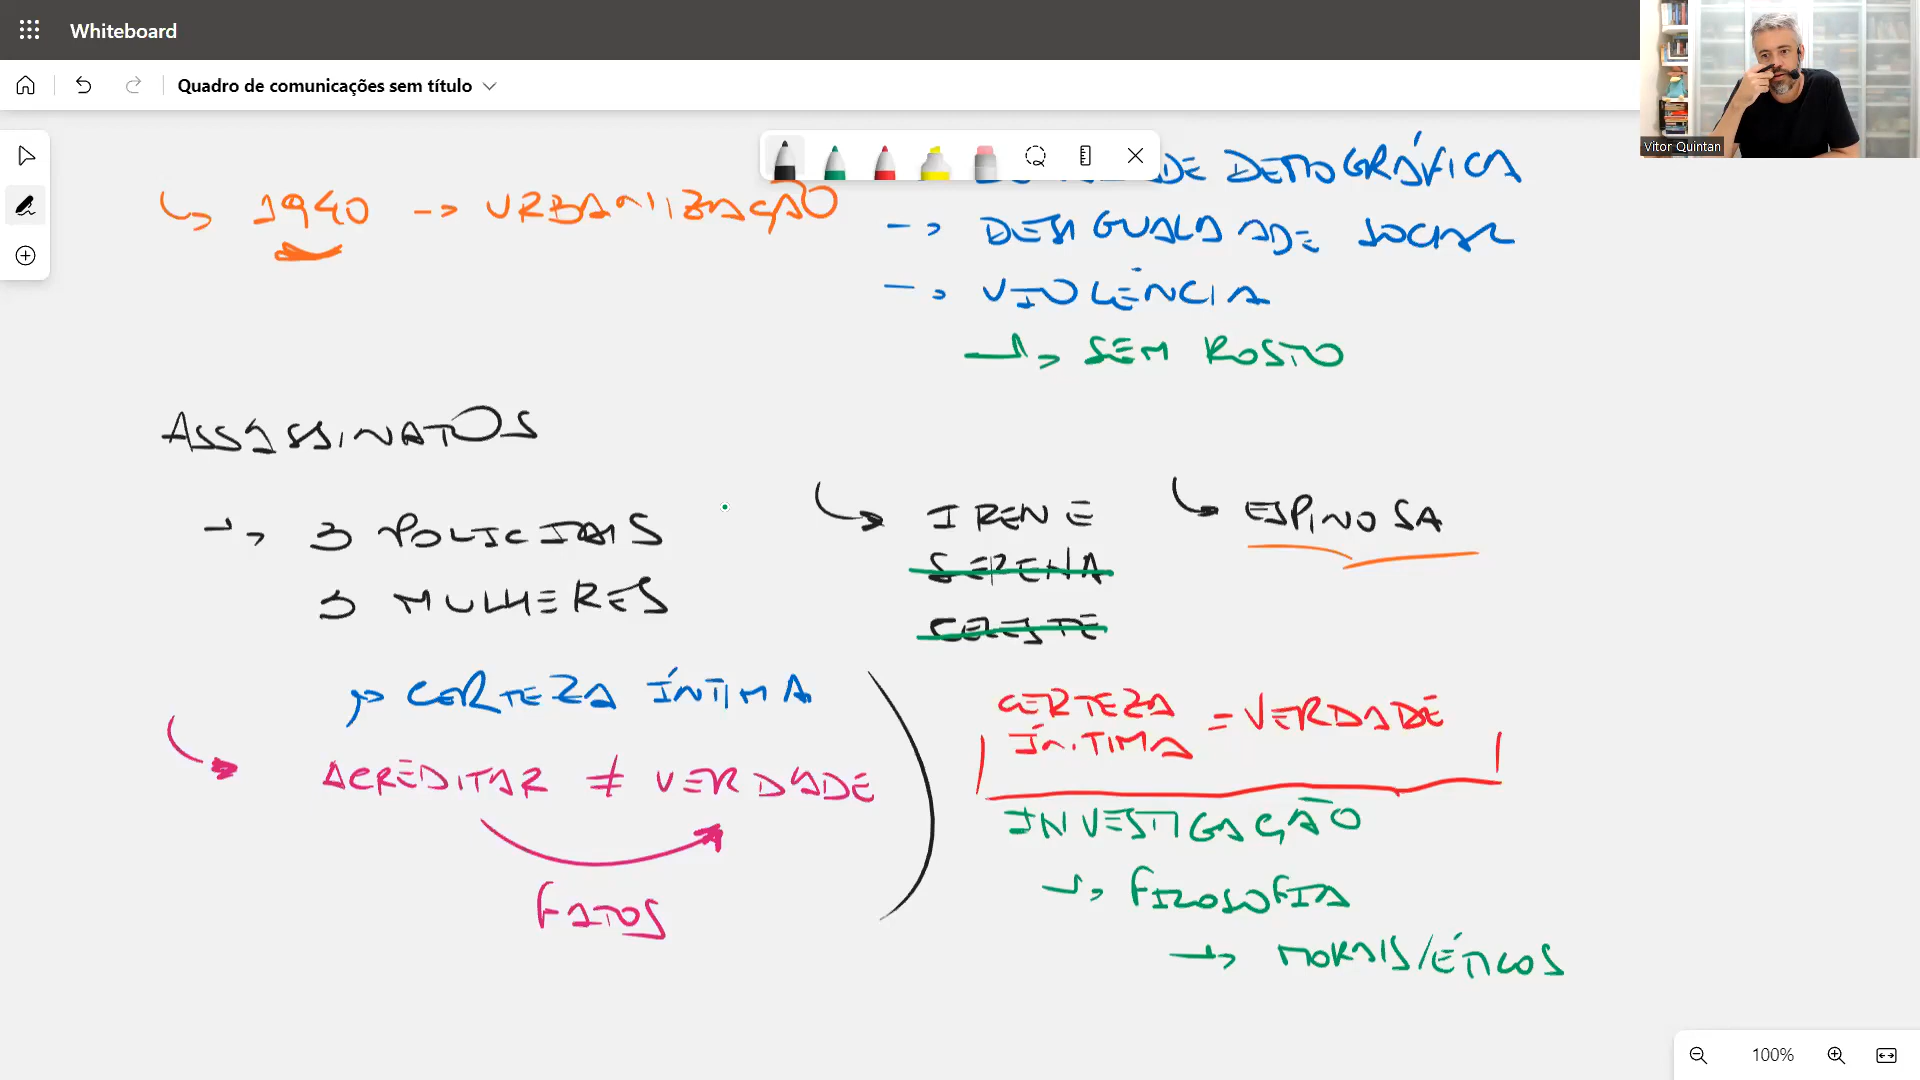 Whiteboard
Quadro de comunicações sem título
Vitor Quintan
DEMOGRÁFICA
1940 -> URBANIZAÇÃO
-> DESIGUALDADE SOCIAL
-> VIOLÊNCIA
-> SEM ROSTO
ASSASSINATOS
-> 3 POLICIAIS
3 MULHERES
IRENE
SERENA
CELESTE
ESPINOSA
-> CERTEZA ÍNTIMA
ACREDITAR ≠ VERDADE
FATOS
CERTEZA
ÍNTIMA = VERDADE
INVESTIGAÇÃO
-> FILOSOFIA
-> MORAIS/ÉTICOS
100%